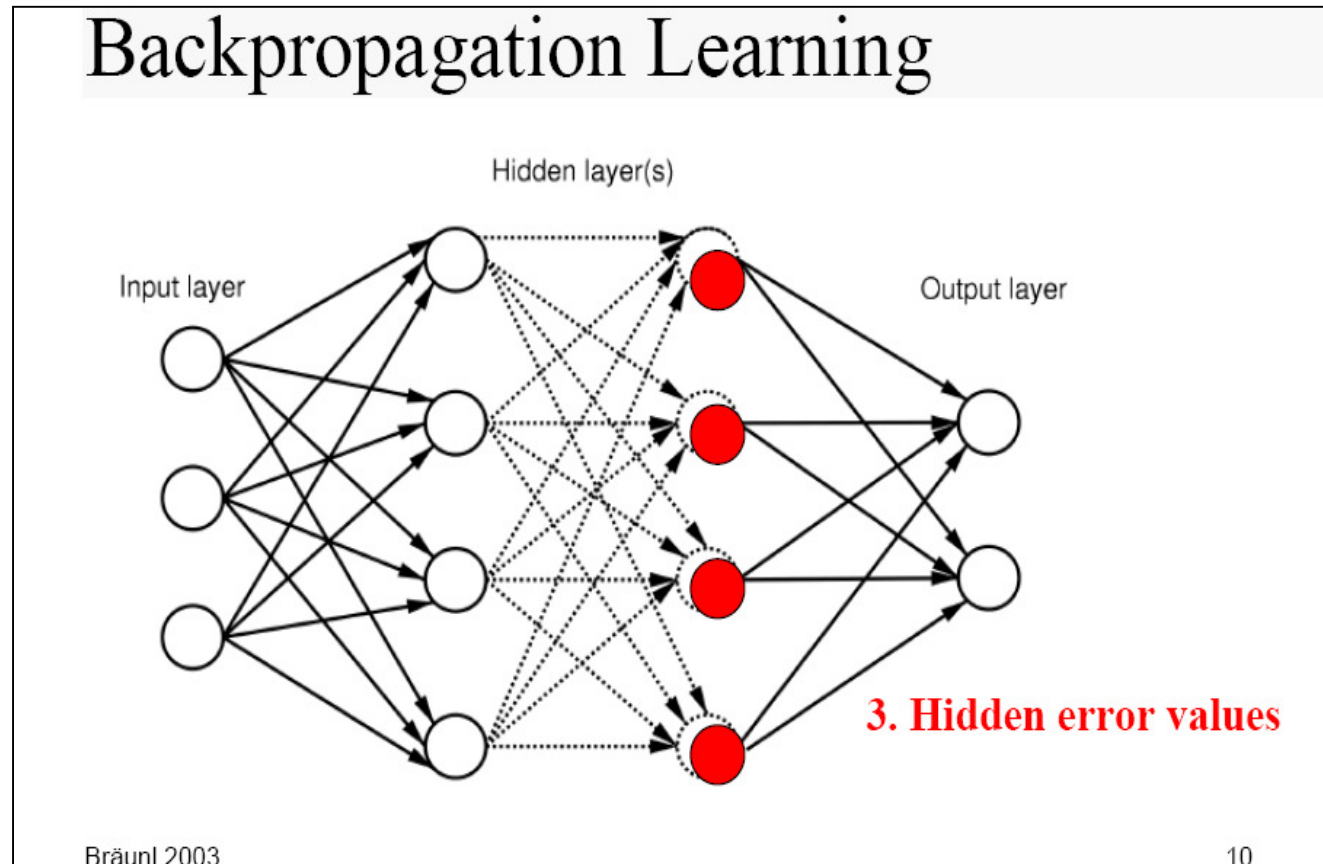 Backpropagation Learning
Hidden layer(s)
Input layer
Output layer
3. Hidden error values
Bräunl 2003
10